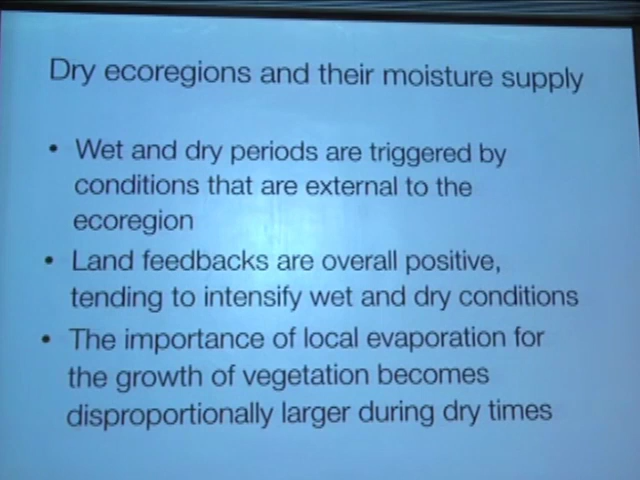 Dry ecoregions and their moisture supply
• Wet and dry periods are triggered by
conditions that are external to the
ecoregion
• Land feedbacks are overall positive,
tending to intensify wet and dry conditions
• The importance of local evaporation for
the growth of vegetation becomes
disproportionally larger during dry times